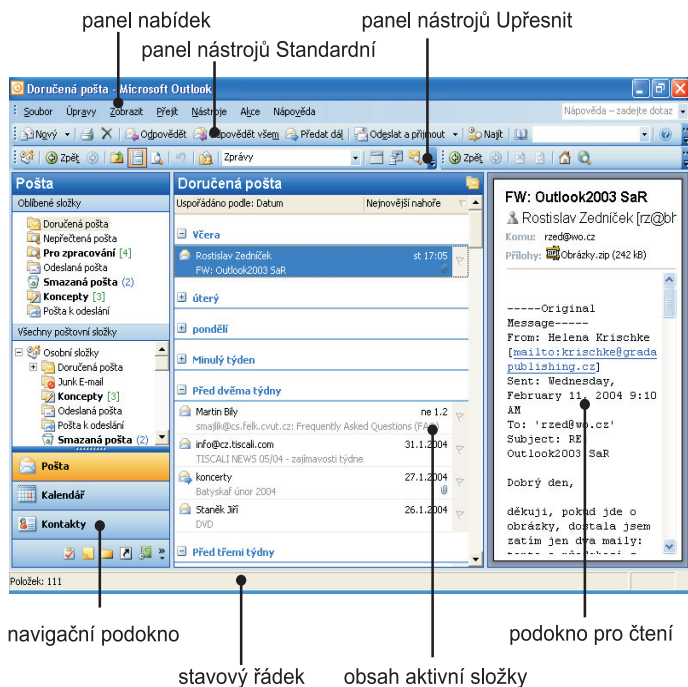 panel nabídek
panel nástrojů Upřesnit
panel nástrojů Standardní
Doručená pošta - Microsoft Outlook
Soubor Úpravy Zobrazit Přejít Nástroje Akce Nápověda
Nápověda – zadejte dotaz
Nový Odpovědět Odpovědět všem Předat dál Odeslat a přijmout Najít
Zpět Zprávy Zpět
Pošta
Oblíbené složky
Doručená pošta
Nepřečtená pošta
Pro zpracování [4]
Odeslaná pošta
Smazaná pošta (2)
Koncepty [3]
Pošta k odeslání
Všechny poštovní složky
Osobní složky
Doručená pošta
Junk E-mail
Koncepty [3]
Odeslaná pošta
Pošta k odeslání
Smazaná pošta (2)
Pošta
Kalendář
Kontakty
Doručená pošta
Uspořádáno podle: Datum Nejnovější nahoře
Včera
Rostislav Zedníček st 17:05
FW: Outlook2003 SaR
úterý
pondělí
Minulý týden
Před dvěma týdny
Martin Bily ne 1.2
smajlik@cs.felk.cvut.cz: Frequently Asked Questions (FAQ)
info@cz.tiscali.com 31.1.2004
TISCALI NEWS 05/04 - zajímavosti týdne
koncerty 27.1.2004
Batyskaf únor 2004
Staněk Jiří 26.1.2004
DVD
Před třemi týdny
FW: Outlook2003 SaR
Rostislav Zedníček [rz@bh
Komu: rzed@wo.cz
Přílohy: Obrázky.zip (242 kB)
-----Original
Message-----
From: Helena Krischke
[mailto:krischke@grada
publishing.cz]
Sent: Wednesday,
February 11, 2004 9:10
AM
To: 'rzed@wo.cz'
Subject: RE:
Outlook2003 SaR
Dobrý den,
děkuji, pokud jde o
obrázky, dostala jsem
zatím jen dva maily:
Položek: 111
navigační podokno
podokno pro čtení
stavový řádek
obsah aktivní složky